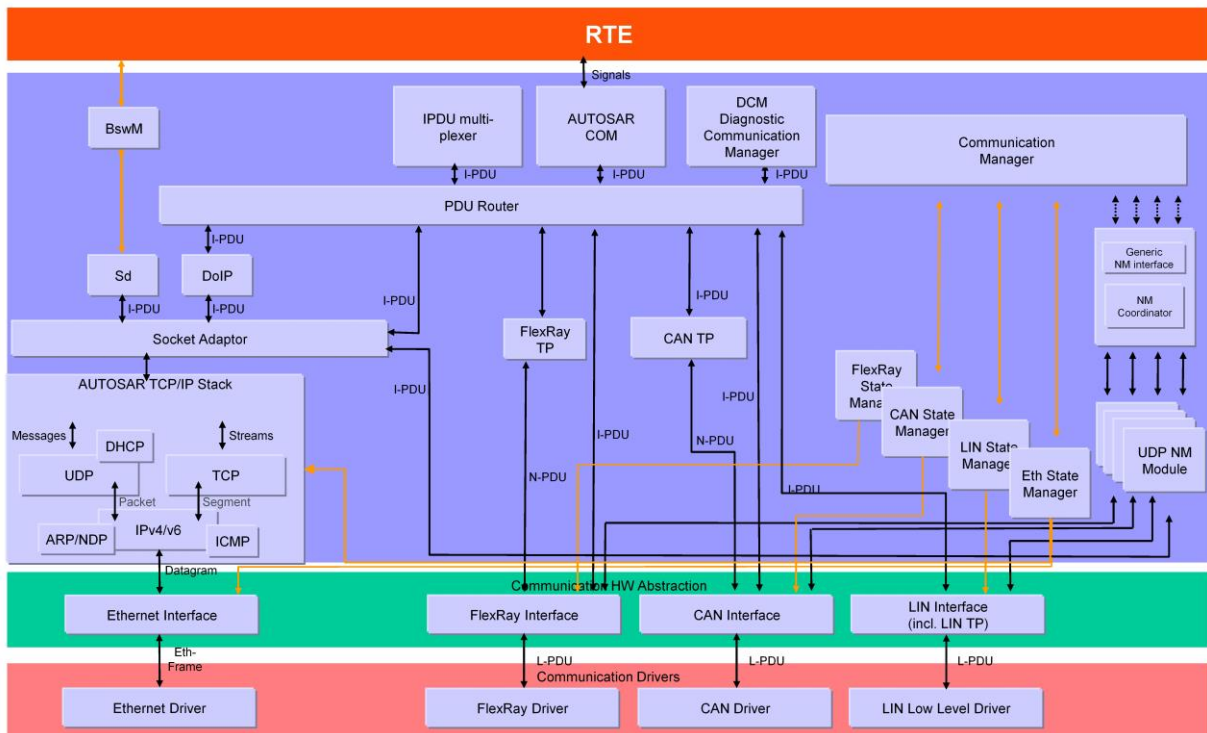 RTE
Signals
BswM
IPDU multi-
plexer
AUTOSAR
COM
DCM
Diagnostic
Communication
Manager
Communication
Manager
I-PDU
I-PDU
I-PDU
PDU Router
I-PDU
Generic
NM interface
Sd
DoIP
I-PDU
I-PDU
NM
Coordinator
I-PDU
I-PDU
Socket Adaptor
FlexRay
TP
CAN TP
AUTOSAR TCP/IP Stack
I-PDU
I-PDU
FlexRay
State
CAN State
Manager
LIN State
Eth State
Manager
Messages
DHCP
Streams
UDP
TCP
I-PDU
N-PDU
UDP NM
Module
N-PDU
I-PDU
Packet
Segment
IPv4/v6
ARP/NDP
ICMP
Datagram
Communication HW Abstraction
Ethernet Interface
FlexRay Interface
CAN Interface
LIN Interface
(incl. LIN TP)
Eth-
Frame
L-PDU
L-PDU
L-PDU
Communication Drivers
Ethernet Driver
FlexRay Driver
CAN Driver
LIN Low Level Driver